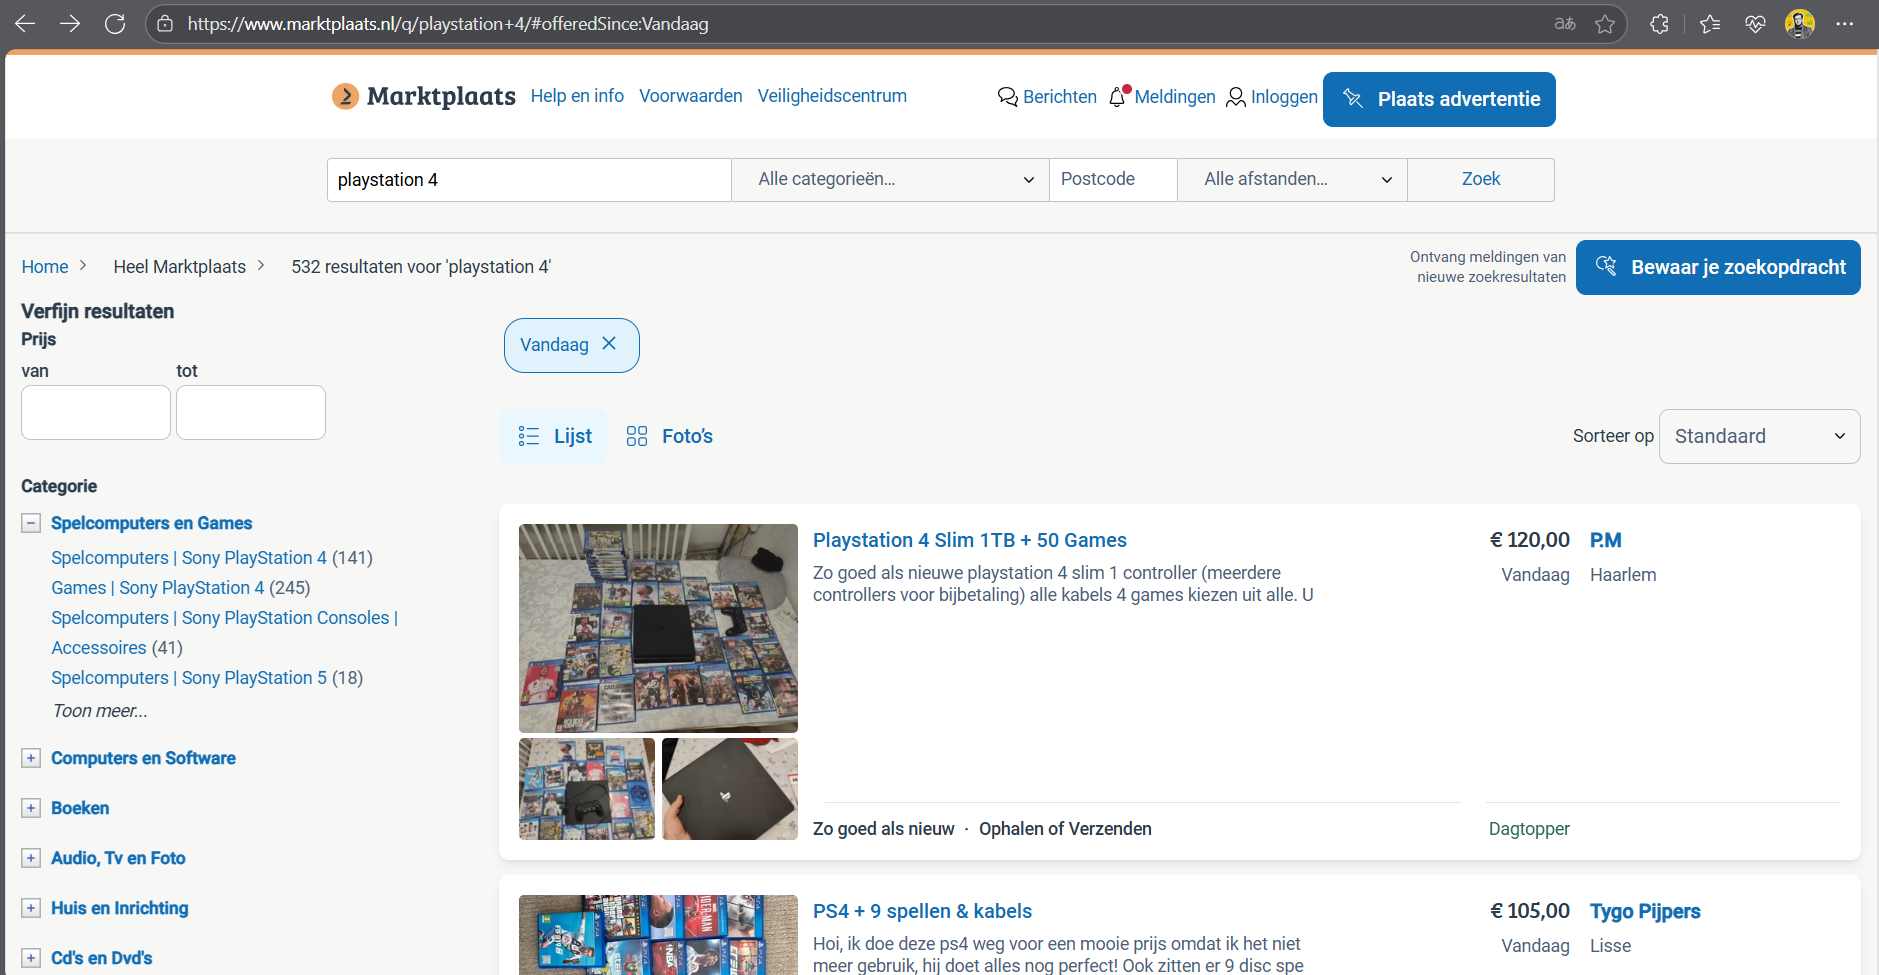 https://www.marktplaats.nl/q/playstation+4/#offeredSince:Vandaag
Marktplaats
Help en info
Voorwaarden
Veiligheidscentrum
Berichten
Meldingen
Inloggen
Plaats advertentie
playstation 4
Alle categorieën...
Postcode
Alle afstanden...
Zoek
Home
Heel Marktplaats
532 resultaten voor 'playstation 4'
Ontvang meldingen van
nieuwe zoekresultaten
Bewaar je zoekopdracht
Verfijn resultaten
Prijs
van
tot
Categorie
Spelcomputers en Games
Spelcomputers | Sony PlayStation 4 (141)
Games | Sony PlayStation 4 (245)
Spelcomputers | Sony PlayStation Consoles |
Accessoires (41)
Spelcomputers | Sony PlayStation 5 (18)
Toon meer...
Computers en Software
Boeken
Audio, Tv en Foto
Huis en Inrichting
Cd's en Dvd's
Vandaag
Lijst
Foto's
Sorteer op
Standaard
Playstation 4 Slim 1TB + 50 Games
Zo goed als nieuwe playstation 4 slim 1 controller (meerdere
controllers voor bijbetaling) alle kabels 4 games kiezen uit alle. U
€ 120,00
P.M
Vandaag
Haarlem
Zo goed als nieuw · Ophalen of Verzenden
Dagtopper
PS4 + 9 spellen & kabels
Hoi, ik doe deze ps4 weg voor een mooie prijs omdat ik het niet
meer gebruik, hij doet alles nog perfect! Ook zitten er 9 disc spe
€ 105,00
Tygo Pijpers
Vandaag
Lisse